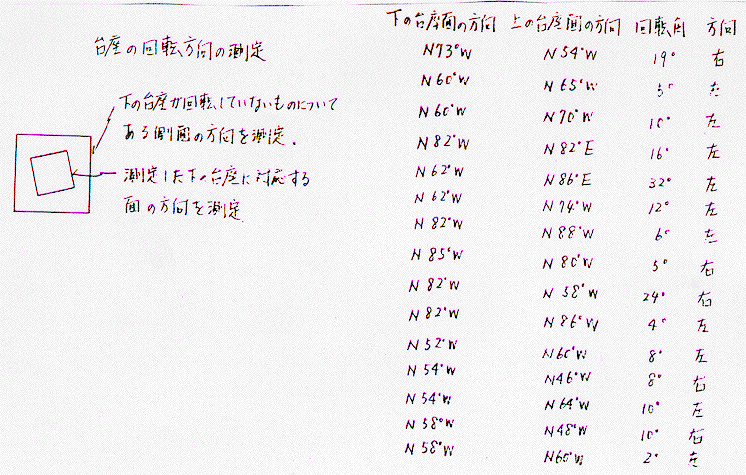 台座の回転方向の測定
下の台座が回転していないものについて
ある側面の方向を測定.
測定した下の台座に対応する
面の方向を測定
下の台座面の方向 上の台座面の方向 回転角 方向
N73°W N54°W 19° 右
N60°W N65°W 5° 左
N60°W N70°W 10° 左
N82°W N82°E 16° 左
N62°W N86°E 32° 左
N62°W N74°W 12° 左
N82°W N88°W 6° 左
N85°W N80°W 5° 右
N82°W N58°W 24° 右
N82°W N86°W 4° 左
N52°W N60°W 8° 左
N54°W N46°W 8° 右
N54°W N64°W 10° 左
N58°W N48°W 10° 右
N58°W N60°W 2° 左